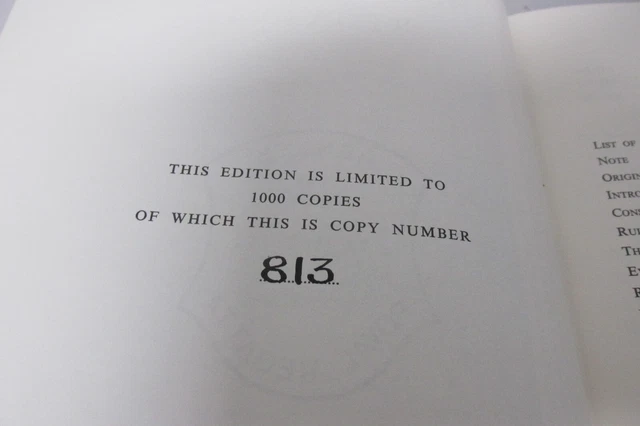 THIS EDITION IS LIMITED TO
1000 COPIES
OF WHICH THIS IS COPY NUMBER
813
LIST OF
NOTE